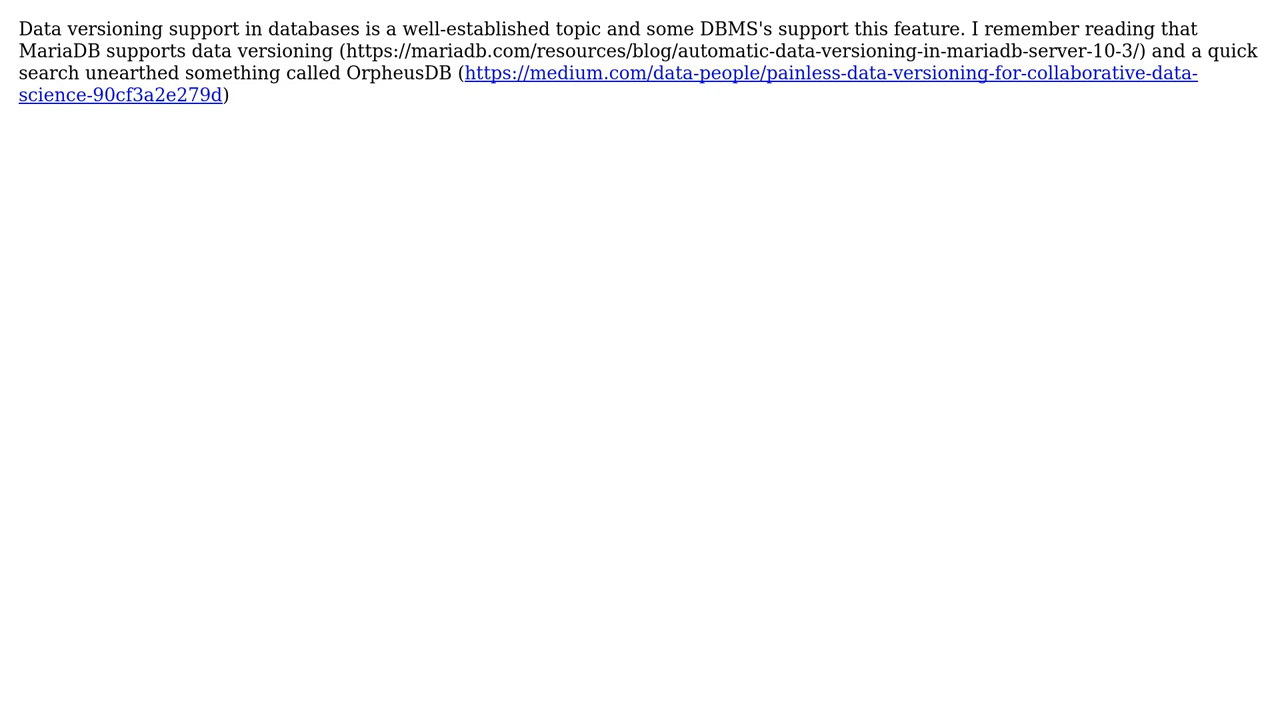 Data versioning support in databases is a well-established topic and some DBMS's support this feature. I remember reading that
MariaDB supports data versioning (https://mariadb.com/resources/blog/automatic-data-versioning-in-mariadb-server-10-3/) and a quick
search unearthed something called OrpheusDB (https://medium.com/data-people/painless-data-versioning-for-collaborative-data-
science-90cf3a2e279d)